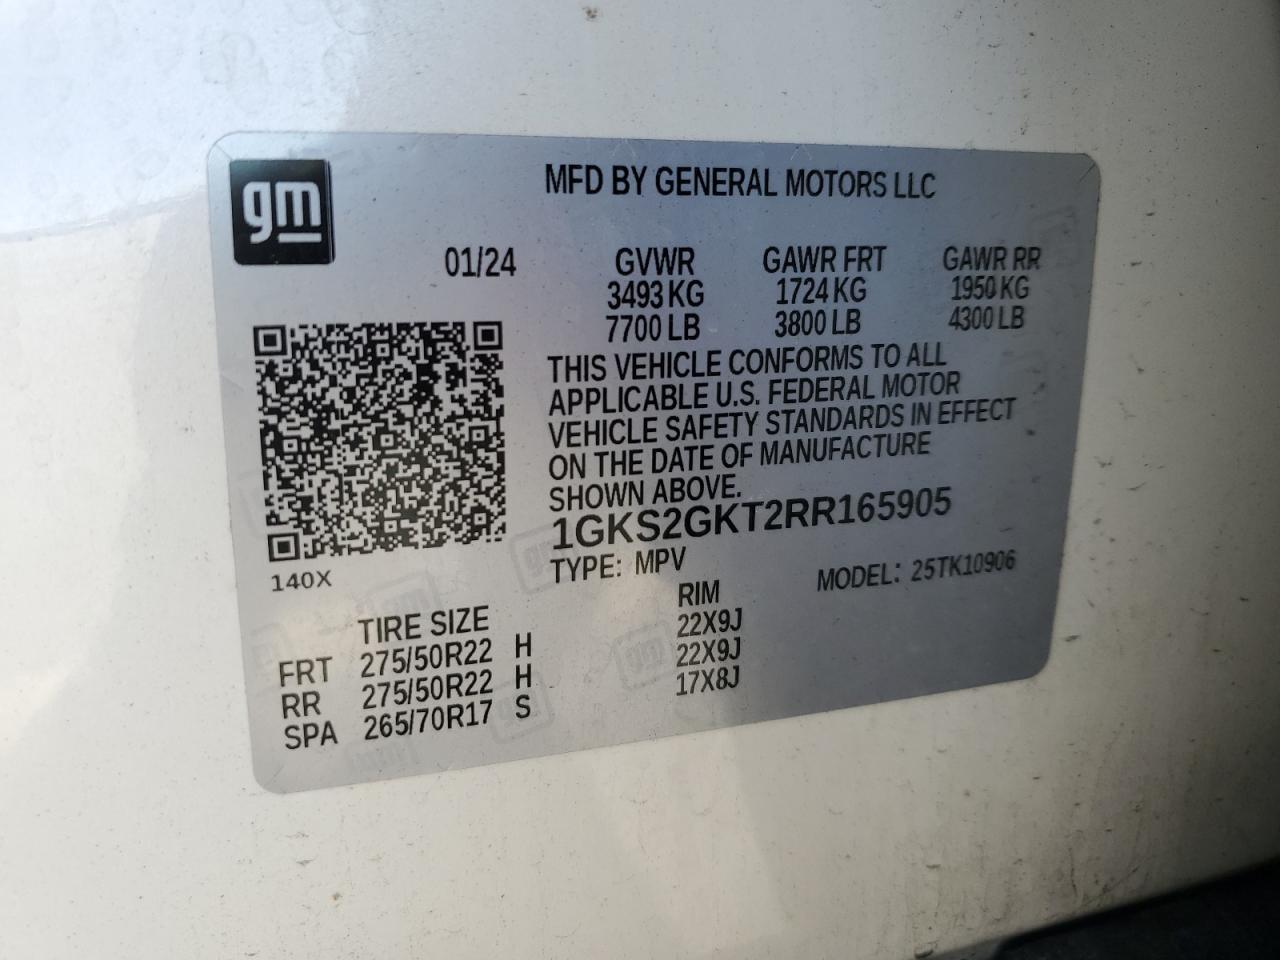 gm
MFD BY GENERAL MOTORS LLC
01/24 GVWR GAWR FRT GAWR RR
3493 KG 1724 KG 1950 KG
7700 LB 3800 LB 4300 LB
THIS VEHICLE CONFORMS TO ALL
APPLICABLE U.S. FEDERAL MOTOR
VEHICLE SAFETY STANDARDS IN EFFECT
ON THE DATE OF MANUFACTURE
SHOWN ABOVE.
1GKS2GKT2RR165905
140X
TYPE: MPV MODEL: 25TK10906
TIRE SIZE RIM
FRT 275/50R22 H 22X9J
RR 275/50R22 H 22X9J
SPA 265/70R17 S 17X8J